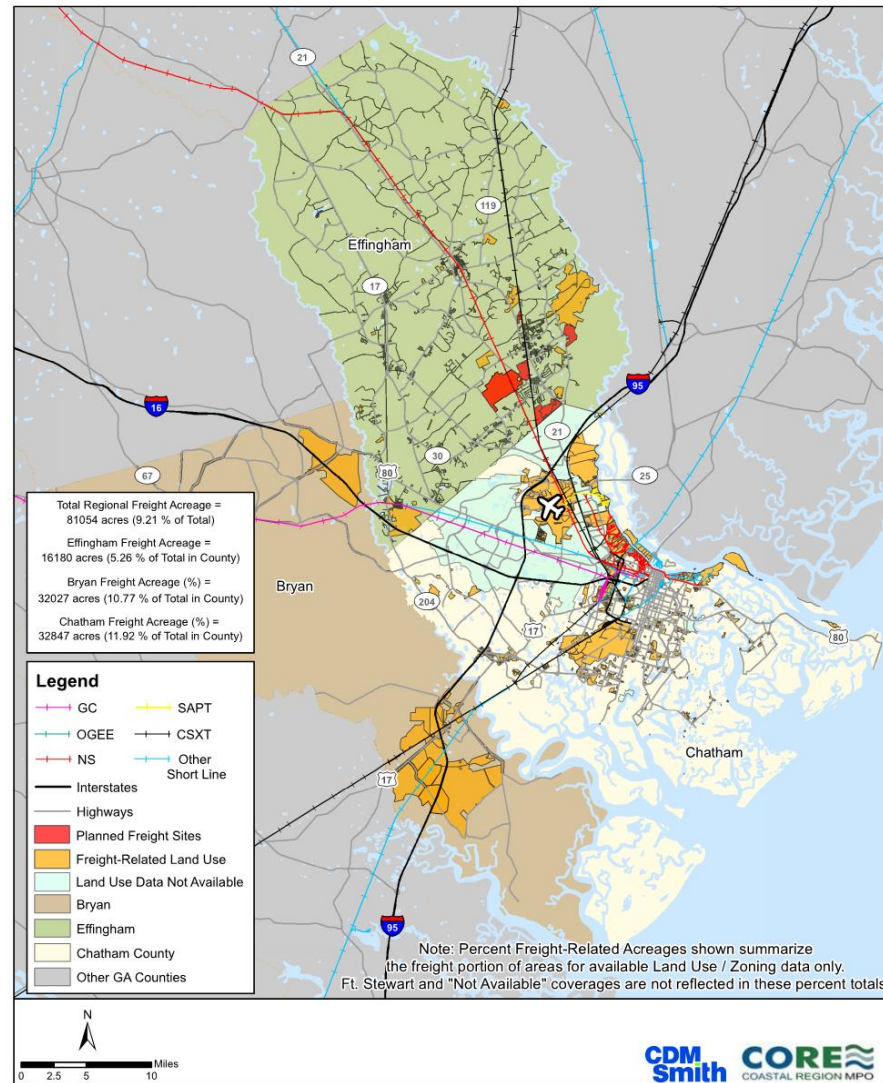 21
119
Effingham
17
95
16
21
67
30
80
25
Total Regional Freight Acreage =
81054 acres (9.21 % of Total)
Effingham Freight Acreage =
16180 acres (5.26 % of Total in County)
Bryan Freight Acreage (%) =
32027 (10.77 % of Total in County)
Chatham Freight Acreage (%) =
32847 acres (11.92 % of Total in County)
Bryan
204
17
80
Chatham
17
95
Legend
GC
SAPT
OGEE
CSXT
NS
Other
Short Line
Interstates
Highways
Planned Freight Sites
Freight-Related Land Use
Land Use Data Not Available
Bryan
Effingham
Chatham County
Other GA Counties
Note: Percent Freight-Related Acreages shown summarize
the freight portion of areas for available Land Use / Zoning data only.
Ft. Stewart and "Not Available" coverages are not reflected in these percent totals
N
Miles
0 2.5 5 10
CDM
Smith
CORE
COASTAL REGION MPO